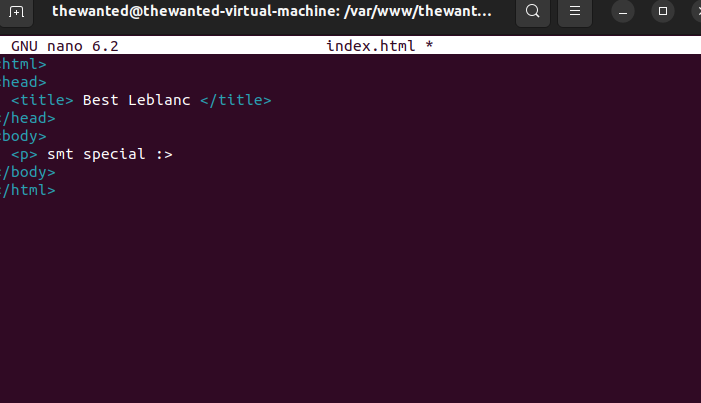 thewanted@thewanted-virtual-machine: /var/www/thewant...
GNU nano 6.2 index.html *
<html>
<head>
<title> Best Leblanc </title>
</head>
<body>
<p> smt special :>
</body>
</html>